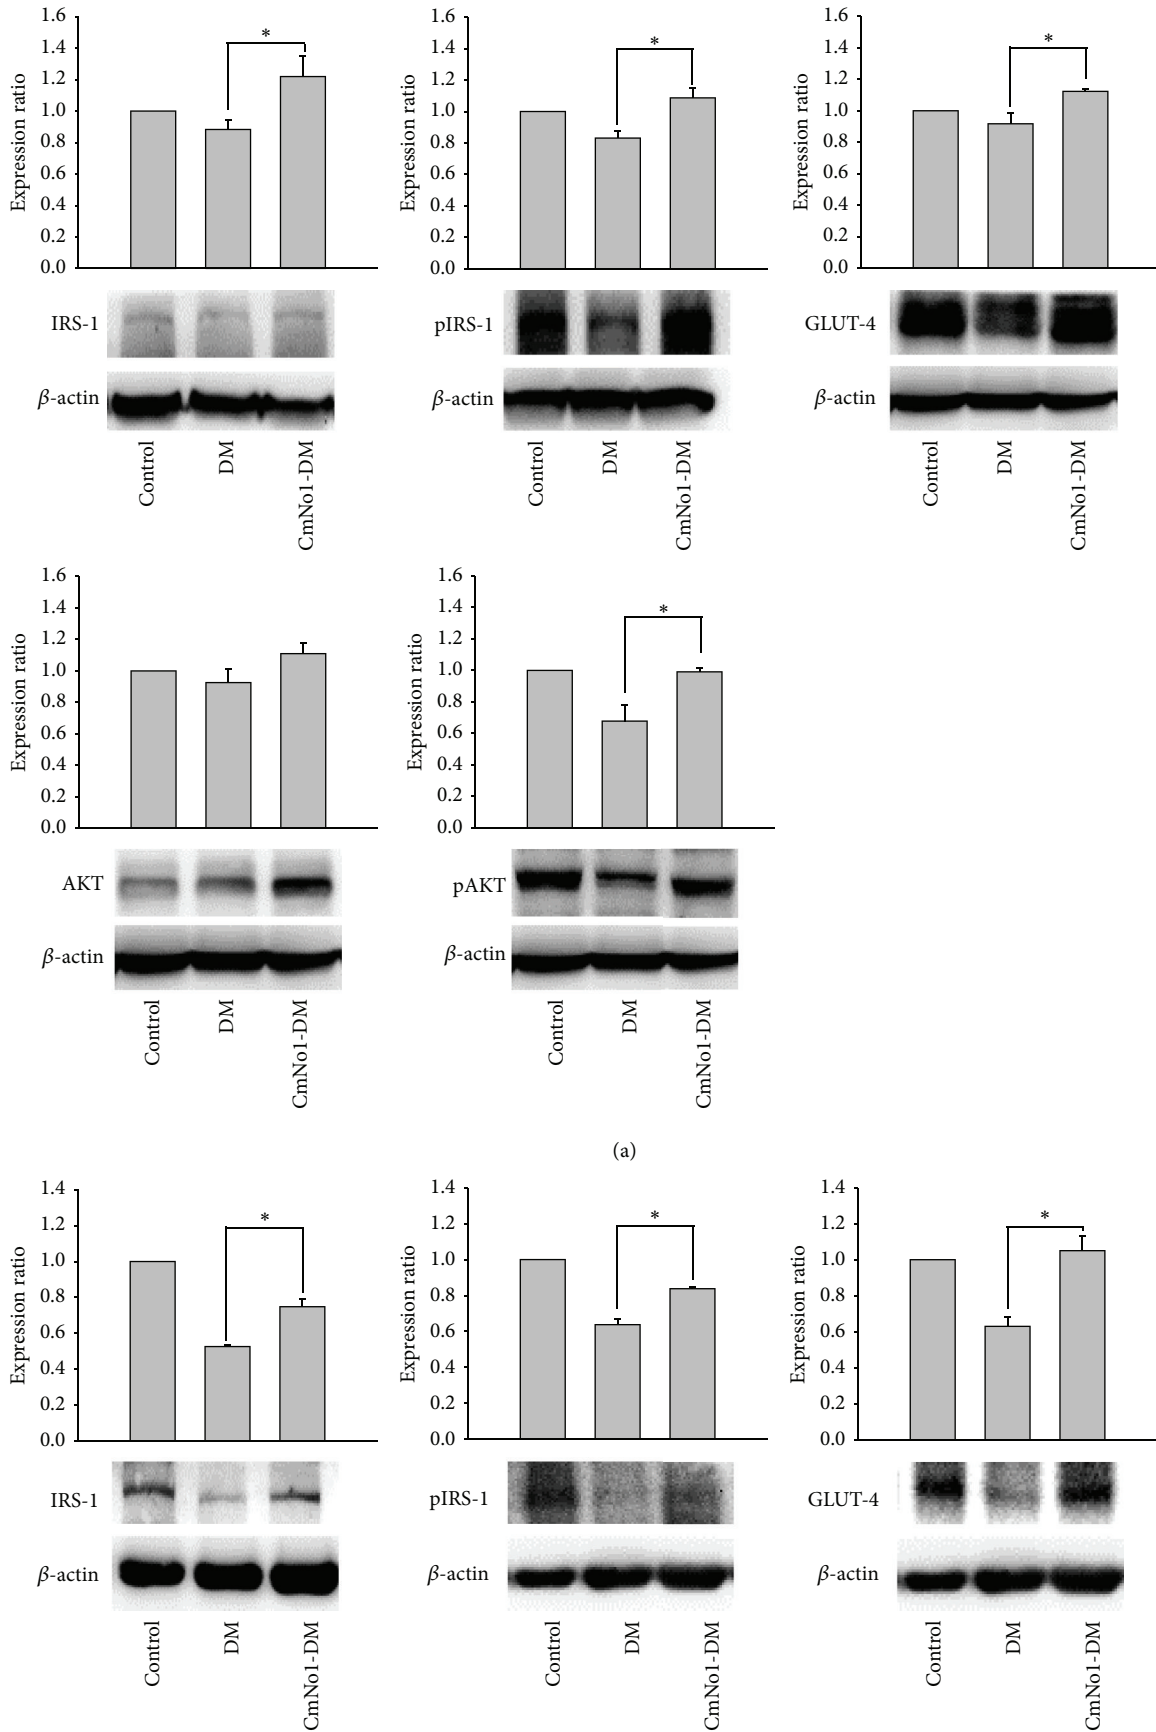 1.6
1.4
1.2
1.0
0.8
0.6
0.4
0.2
0.0
Expression ratio
*
IRS-1
β-actin
Control
DM
CmNo1-DM
1.6
1.4
1.2
1.0
0.8
0.6
0.4
0.2
0.0
Expression ratio
*
pIRS-1
β-actin
Control
DM
CmNo1-DM
1.6
1.4
1.2
1.0
0.8
0.6
0.4
0.2
0.0
Expression ratio
*
GLUT-4
β-actin
Control
DM
CmNo1-DM
1.6
1.4
1.2
1.0
0.8
0.6
0.4
0.2
0.0
Expression ratio
AKT
β-actin
Control
DM
CmNo1-DM
1.6
1.4
1.2
1.0
0.8
0.6
0.4
0.2
0.0
Expression ratio
*
pAKT
β-actin
Control
DM
CmNo1-DM
(a)
1.4
1.2
1.0
0.8
0.6
0.4
0.2
0.0
Expression ratio
*
IRS-1
β-actin
Control
DM
CmNo1-DM
1.4
1.2
1.0
0.8
0.6
0.4
0.2
0.0
Expression ratio
*
pIRS-1
β-actin
Control
DM
CmNo1-DM
1.4
1.2
1.0
0.8
0.6
0.4
0.2
0.0
Expression ratio
*
GLUT-4
β-actin
Control
DM
CmNo1-DM